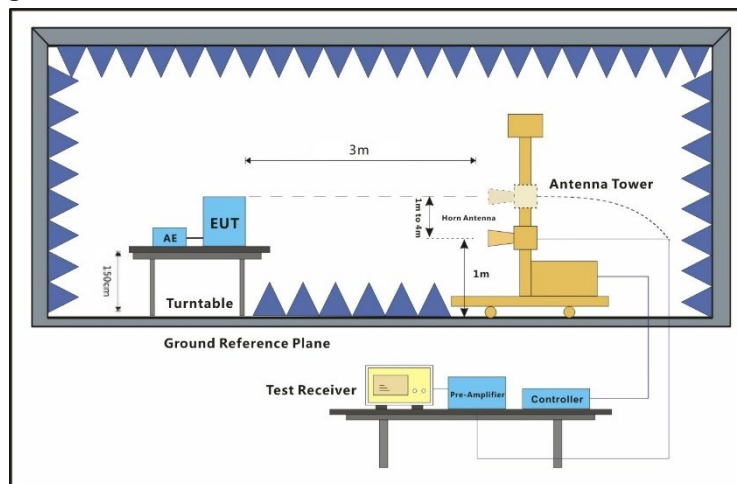 3m
Antenna Tower
1m to 4m
Horn Antenna
EUT
AE
150cm
1m
Turntable
Ground Reference Plane
Test Receiver
Pre-Amplifier
Controller